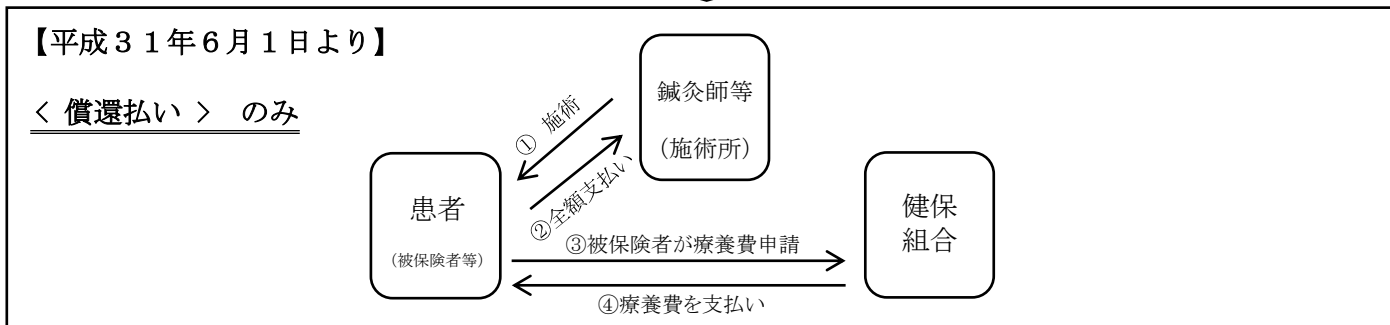 【平成３１年６月１日より】
< 償還払い > のみ
鍼灸師等
（施術所）
① 施術
②全額支払い
患者
（被保険者等）
健保
組合
③被保険者が療養費申請
④療養費を支払い